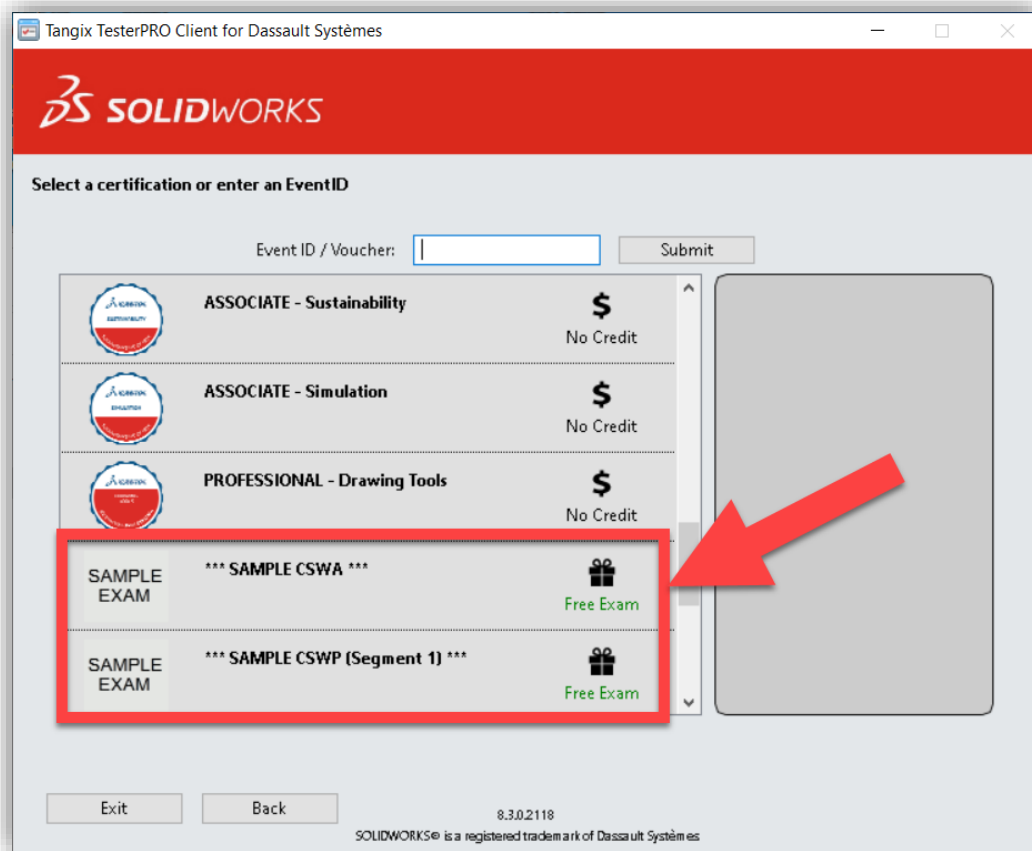 Tangix TesterPRO Client for Dassault Systèmes
SOLIDWORKS
Select a certification or enter an EventID
Event ID / Voucher:
Submit
ASSOCIATE - Sustainability
$
No Credit
ASSOCIATE - Simulation
$
No Credit
PROFESSIONAL - Drawing Tools
$
No Credit
SAMPLE
EXAM
*** SAMPLE CSWA ***
Free Exam
SAMPLE
EXAM
*** SAMPLE CSWP (Segment 1) ***
Free Exam
Exit
Back
8.3.0.2118
SOLIDWORKS® is a registered trademark of Dassault Systèmes